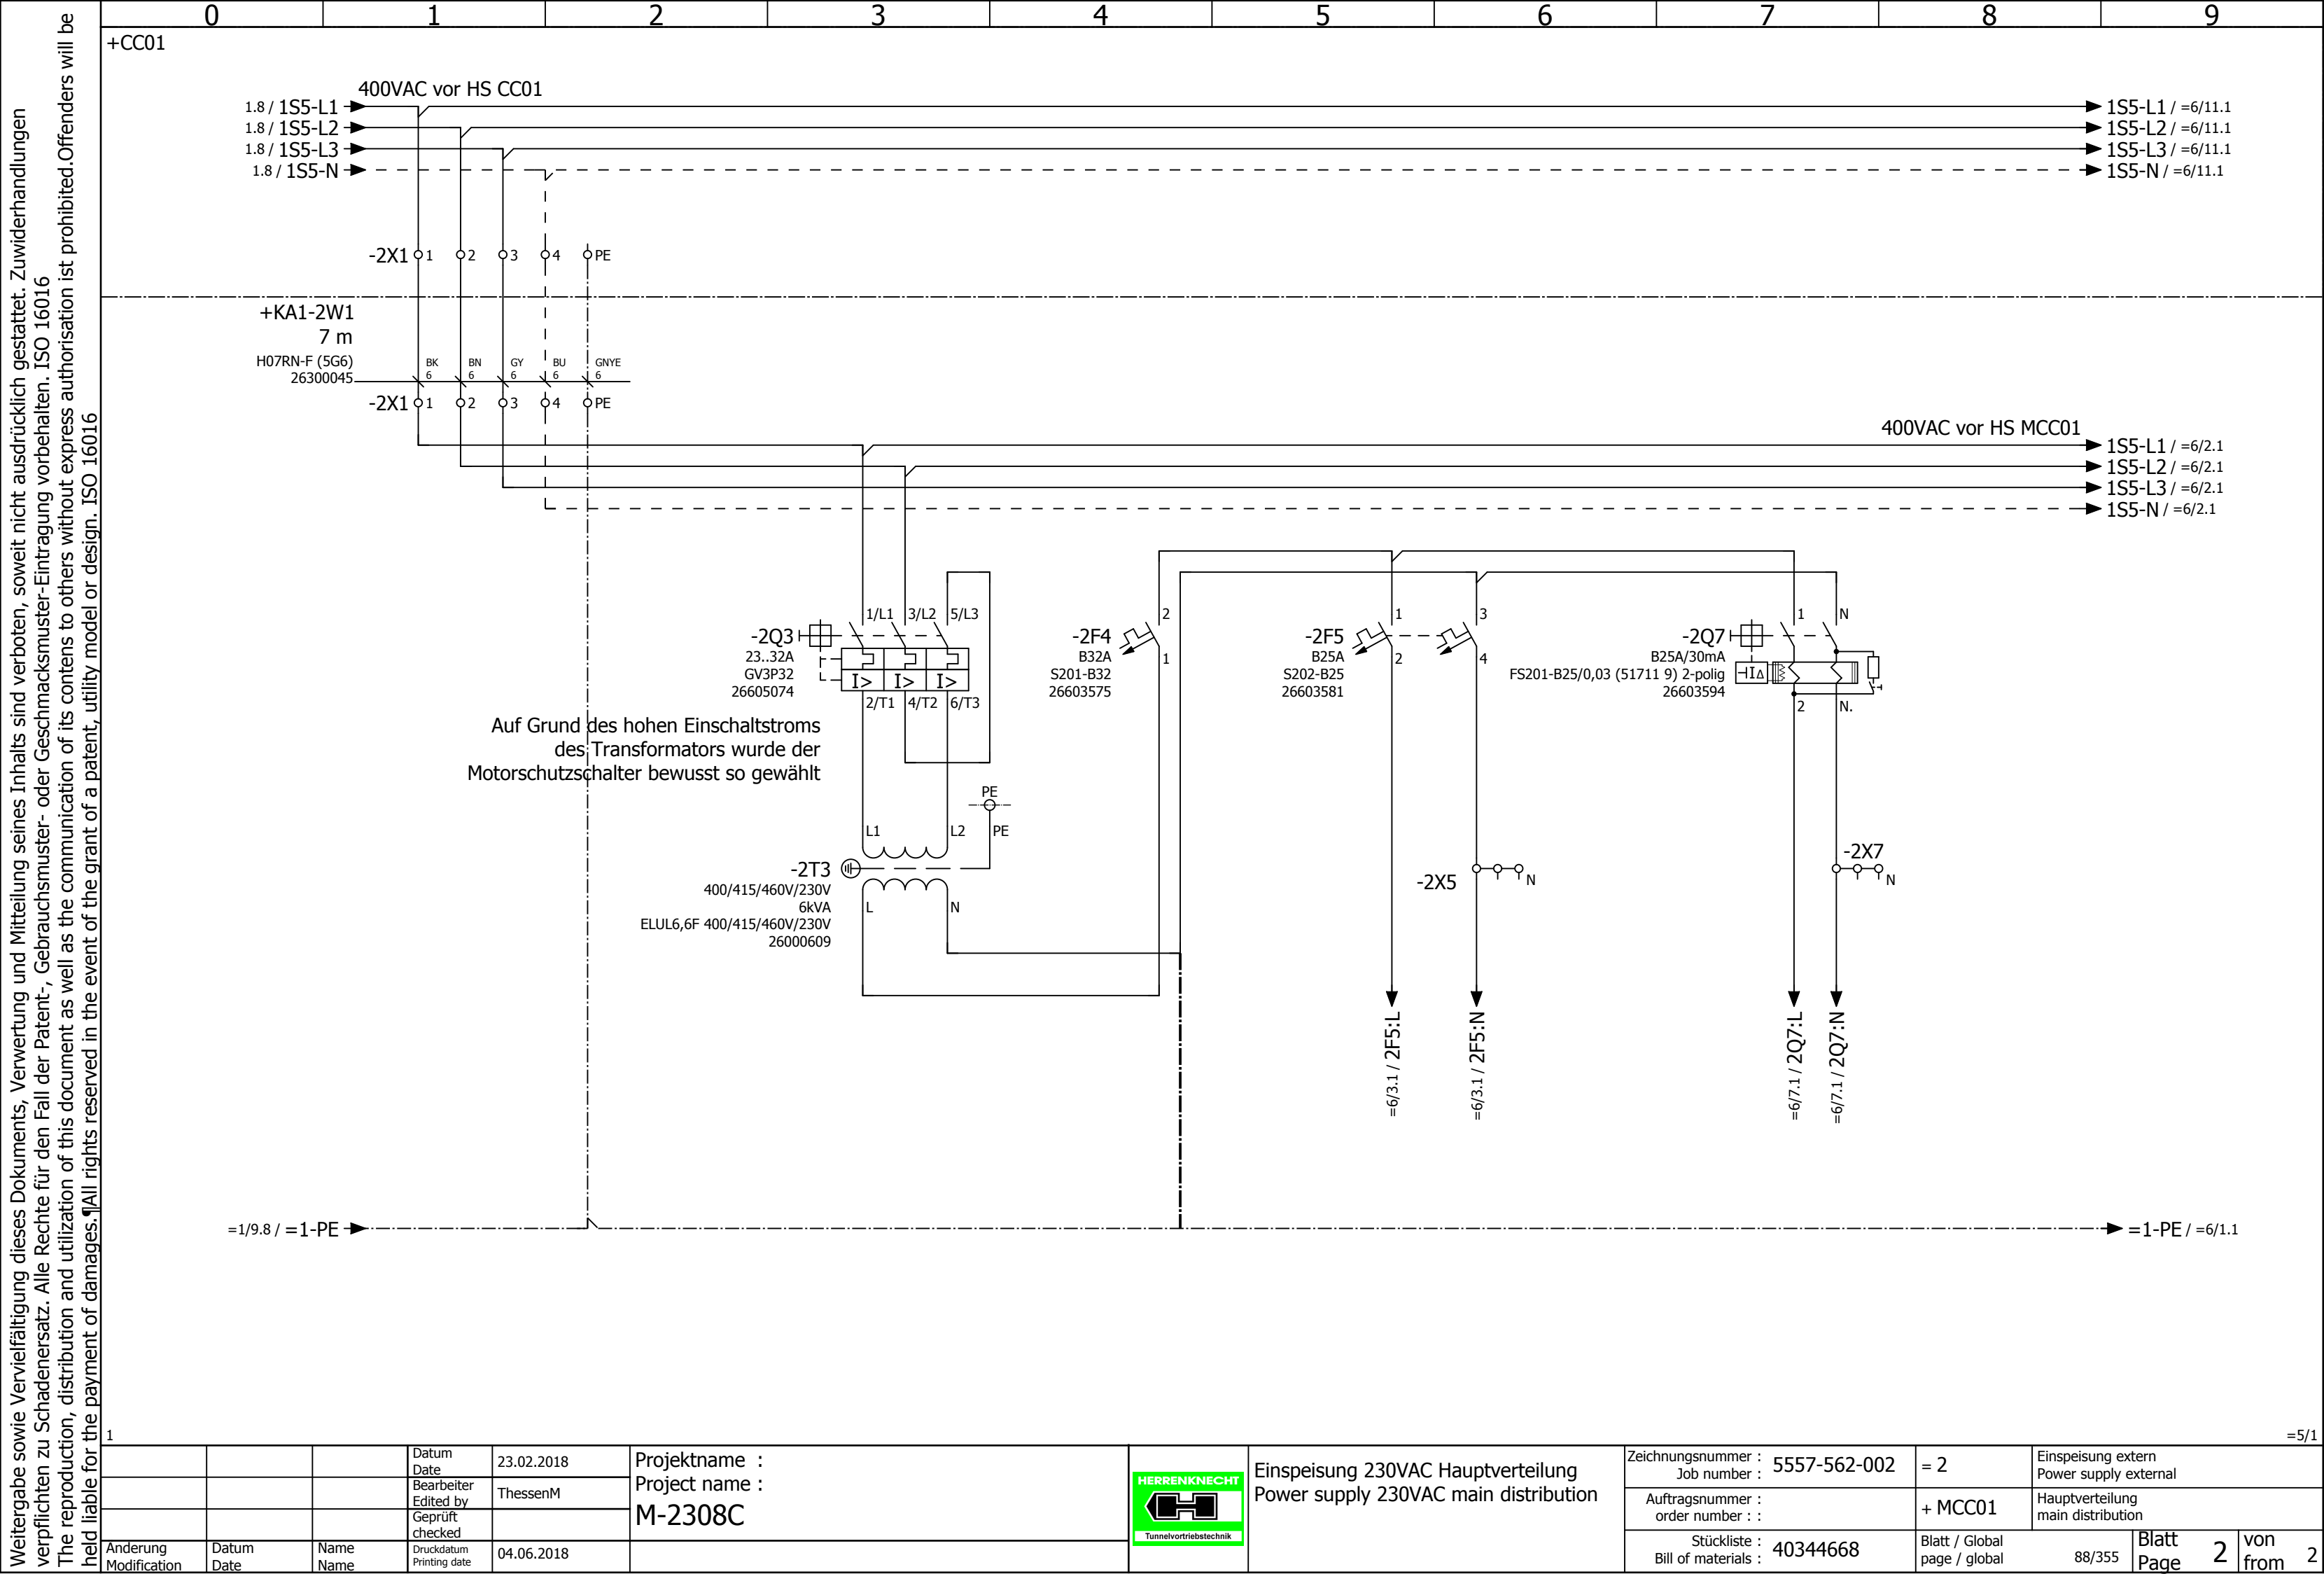 0 1 2 3 4 5 6 7 8 9
+CC01
400VAC vor HS CC01
1.8 / 1S5-L1
1S5-L1 / =6/11.1
1.8 / 1S5-L2
1S5-L2 / =6/11.1
1.8 / 1S5-L3
1S5-L3 / =6/11.1
1.8 / 1S5-N
1S5-N / =6/11.1
-2X1 1 2 3 4 PE
+KA1-2W1
7 m
H07RN-F (5G6)
26300045
BK BN GY BU GNYE
6 6 6 6 6
-2X1 1 2 3 4 PE
400VAC vor HS MCC01
1S5-L1 / =6/2.1
1S5-L2 / =6/2.1
1S5-L3 / =6/2.1
1S5-N / =6/2.1
1/L1 3/L2 5/L3
-2Q3
23..32A
GV3P32
26605074
I> I> I>
2/T1 4/T2 6/T3
Auf Grund des hohen Einschaltstroms
des Transformators wurde der
Motorschutzschalter bewusst so gewählt
2
-2F4
B32A
S201-B32
26603575
1
1 3
-2F5
B25A
S202-B25
26603581
2 4
1 N
-2Q7
B25A/30mA
FS201-B25/0,03 (51711 9) 2-polig
26603594
I∆
2 N.
PE
L1 L2 PE
-2T3
400/415/460V/230V
6kVA
ELUL6,6F 400/415/460V/230V
26000609
L N
-2X5
N
-2X7
N
=6/3.1 / 2F5:L
=6/3.1 / 2F5:N
=6/7.1 / 2Q7:L
=6/7.1 / 2Q7:N
=1/9.8 / =1-PE
=1-PE / =6/1.1
Weitergabe sowie Vervielfältigung dieses Dokuments, Verwertung und Mitteilung seines Inhalts sind verboten, soweit nicht ausdrücklich gestattet. Zuwiderhandlungen
verpflichten zu Schadenersatz. Alle Rechte für den Fall der Patent-, Gebrauchsmuster- oder Geschmacksmuster-Eintragung vorbehalten. ISO 16016
The reproduction, distribution and utilization of this document as well as the communication of its contens to others without express authorisation ist prohibited.Offenders will be
held liable for the payment of damages.¶All rights reserved in the event of the grant of a patent, utility model or design. ISO 16016
1
=5/1
Änderung
Modification
Datum
Date
Name
Name
Datum
Date
23.02.2018
Bearbeiter
Edited by
ThessenM
Geprüft
checked
Druckdatum
Printing date
04.06.2018
Projektname :
Project name :
M-2308C
HERRENKNECHT
Tunnelvortriebstechnik
Einspeisung 230VAC Hauptverteilung
Power supply 230VAC main distribution
Zeichnungsnummer :
Job number :
5557-562-002
Auftragsnummer :
order number : :
Stückliste :
Bill of materials :
40344668
= 2
Einspeisung extern
Power supply external
+ MCC01
Hauptverteilung
main distribution
Blatt / Global
page / global
88/355
Blatt
Page
2
von
from
2